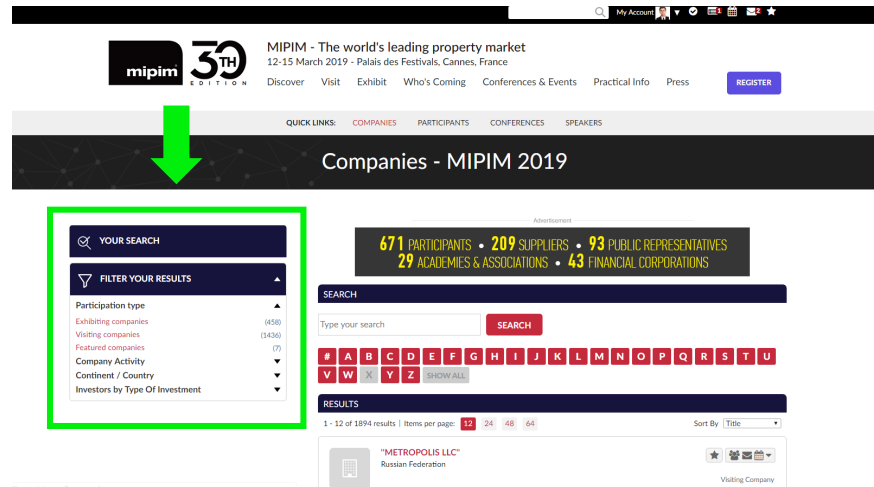 My Account
1
2
mipim
30TH
EDITION
MIPIM - The world's leading property market
12-15 March 2019 - Palais des Festivals, Cannes, France
Discover Visit Exhibit Who's Coming Conferences & Events Practical Info Press REGISTER
QUICK LINKS: COMPANIES PARTICIPANTS CONFERENCES SPEAKERS
Companies - MIPIM 2019
YOUR SEARCH
FILTER YOUR RESULTS
Participation type
Exhibiting companies (458)
Visiting companies (1436)
Featured companies (7)
Company Activity
Continent / Country
Investors by Type Of Investment
Advertisement
671 PARTICIPANTS • 209 SUPPLIERS • 93 PUBLIC REPRESENTATIVES
29 ACADEMIES & ASSOCIATIONS • 43 FINANCIAL CORPORATIONS
SEARCH
Type your search SEARCH
# A B C D E F G H I J K L M N O P Q R S T U
V W X Y Z SHOW ALL
RESULTS
1 - 12 of 1894 results | Items per page: 12 24 48 64 Sort By Title
"METROPOLIS LLC"
Russian Federation
Visiting Company